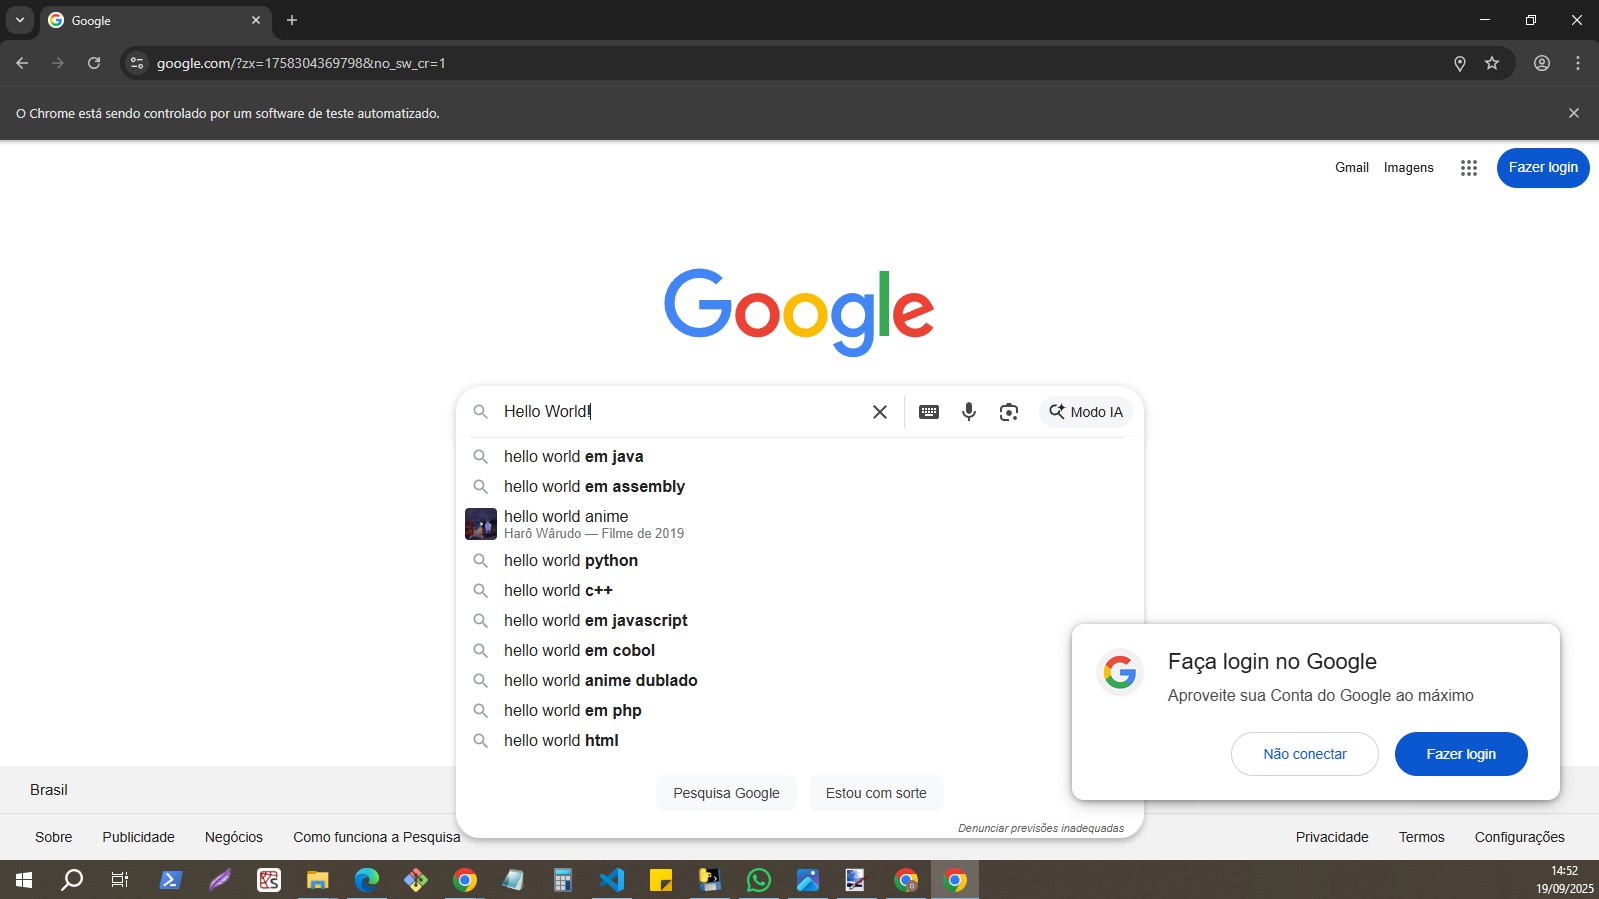 Google
google.com/?zx=1758304369798&no_sw_cr=1
O Chrome está sendo controlado por um software de teste automatizado.
Gmail Imagens Fazer login
Google
Hello World! Modo IA
hello world em java
hello world em assembly
hello world anime
Harô Wârudo — Filme de 2019
hello world python
hello world c++
hello world em javascript
hello world em cobol
hello world anime dublado
hello world em php
hello world html
Pesquisa Google Estou com sorte
Denunciar previsões inadequadas
Faça login no Google
Aproveite sua Conta do Google ao máximo
Não conectar Fazer login
Brasil
Sobre Publicidade Negócios Como funciona a Pesquisa Privacidade Termos Configurações
14:52
19/09/2025